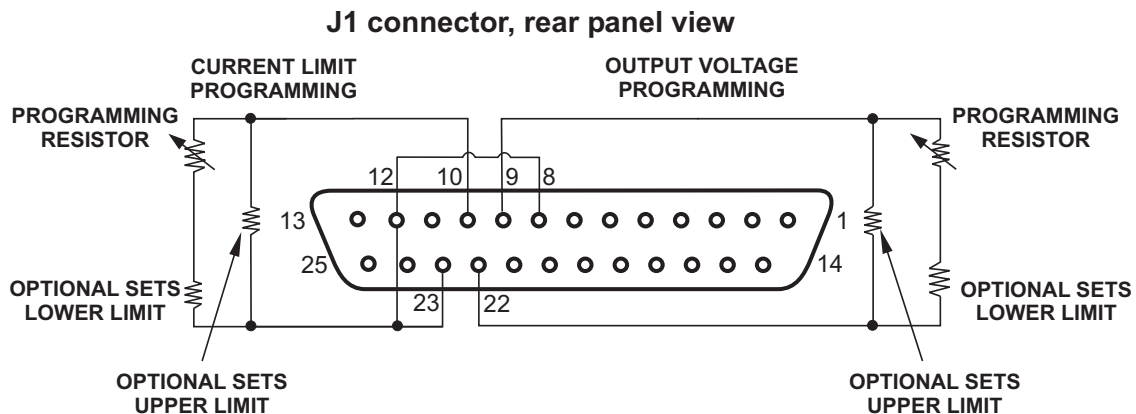 J1 connector, rear panel view
CURRENT LIMIT
PROGRAMMING
OUTPUT VOLTAGE
PROGRAMMING
PROGRAMMING
RESISTOR
PROGRAMMING
RESISTOR
12 10 9 8
13 1
25 14
23 22
OPTIONAL SETS
LOWER LIMIT
OPTIONAL SETS
LOWER LIMIT
OPTIONAL SETS
UPPER LIMIT
OPTIONAL SETS
UPPER LIMIT